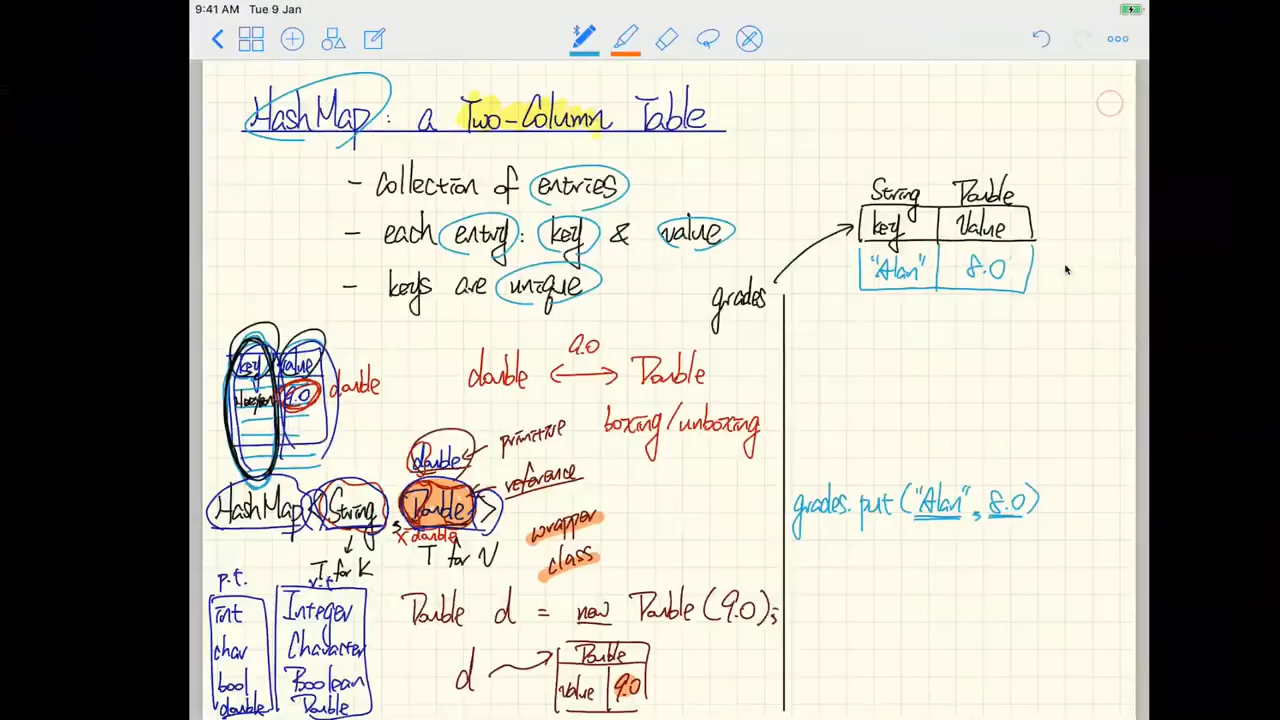 9:41 AM Tue 9 Jan
HashMap: a Two-Column Table
- collection of entries
- each entry: key & value
- keys are unique
String Double
key Value
"Alan" 8.0
grades
key value
9.0
double
double 9.0 Double
boxing/unboxing
double primitive
reference
HashMap <String, Double>
x double
wrapper
class
T for K
T for V
grades.put ("Alan", 8.0)
p.t. r.t
int Integer
char Character
bool Boolean
double Double
Double d = new Double (9.0);
d
Double
value 9.0